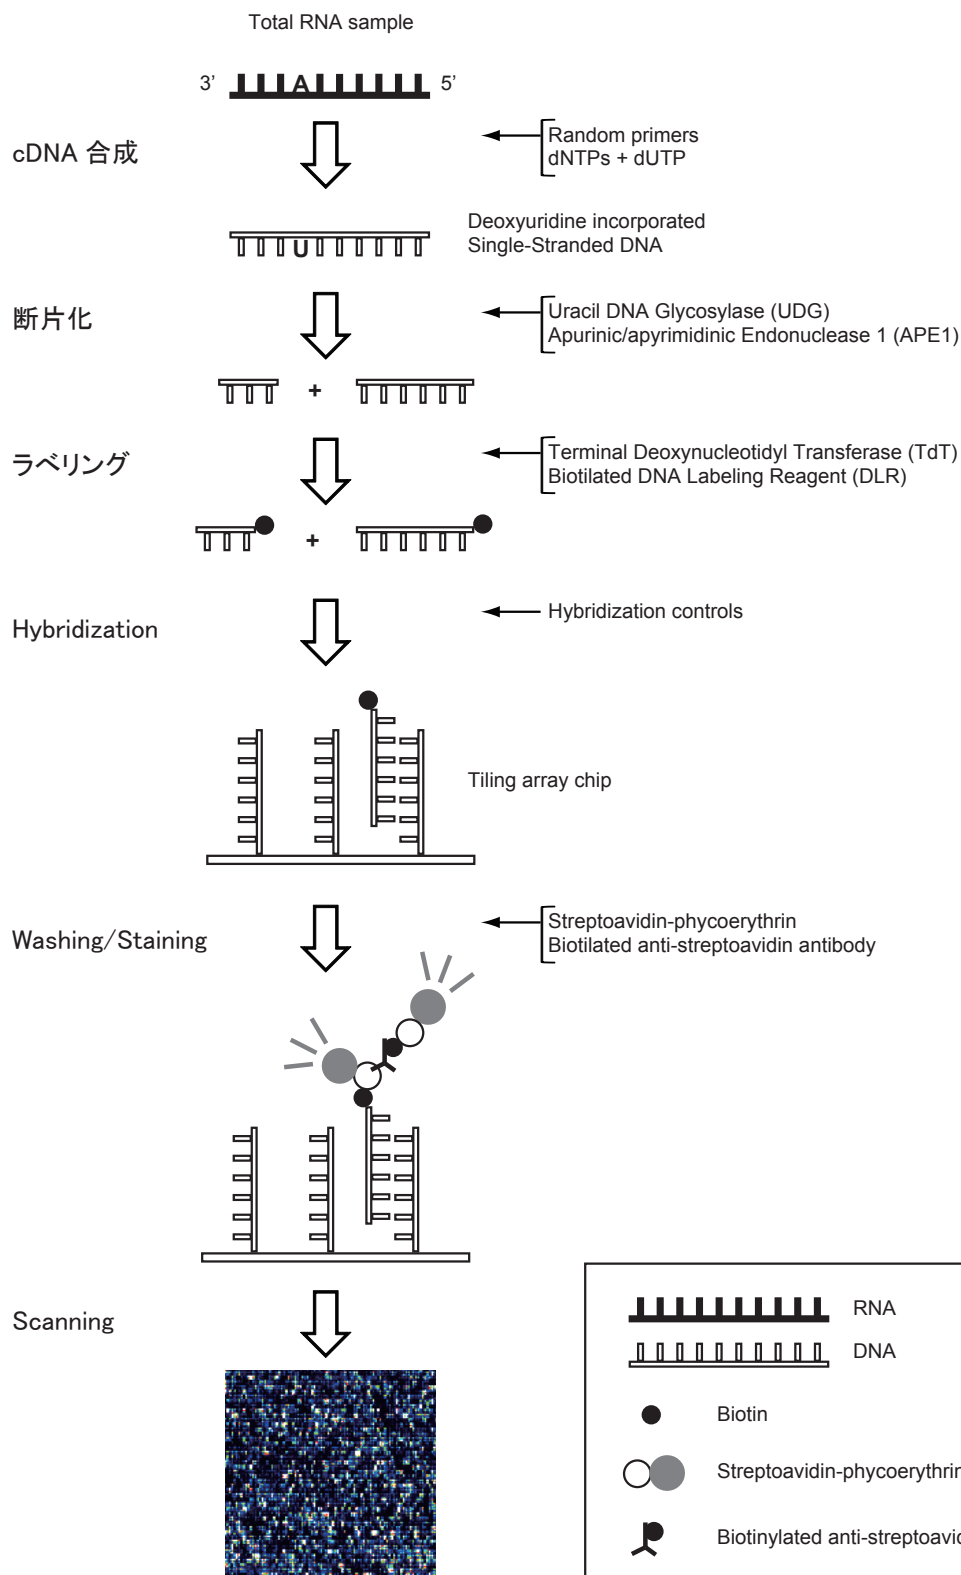 Total RNA sample
3’ A 5’
cDNA 合成
Random primers
dNTPs + dUTP
Deoxyuridine incorporated
Single-Stranded DNA
U
断片化
Uracil DNA Glycosylase (UDG)
Apurinic/apyrimidinic Endonuclease 1 (APE1)
+
ラベリング
Terminal Deoxynucleotidyl Transferase (TdT)
Biotilated DNA Labeling Reagent (DLR)
+
Hybridization
Hybridization controls
Tiling array chip
Washing/Staining
Streptoavidin-phycoerythrin
Biotilated anti-streptoavidin antibody
Scanning
RNA
DNA
Biotin
Streptoavidin-phycoerythrin
Biotinylated anti-streptoavid